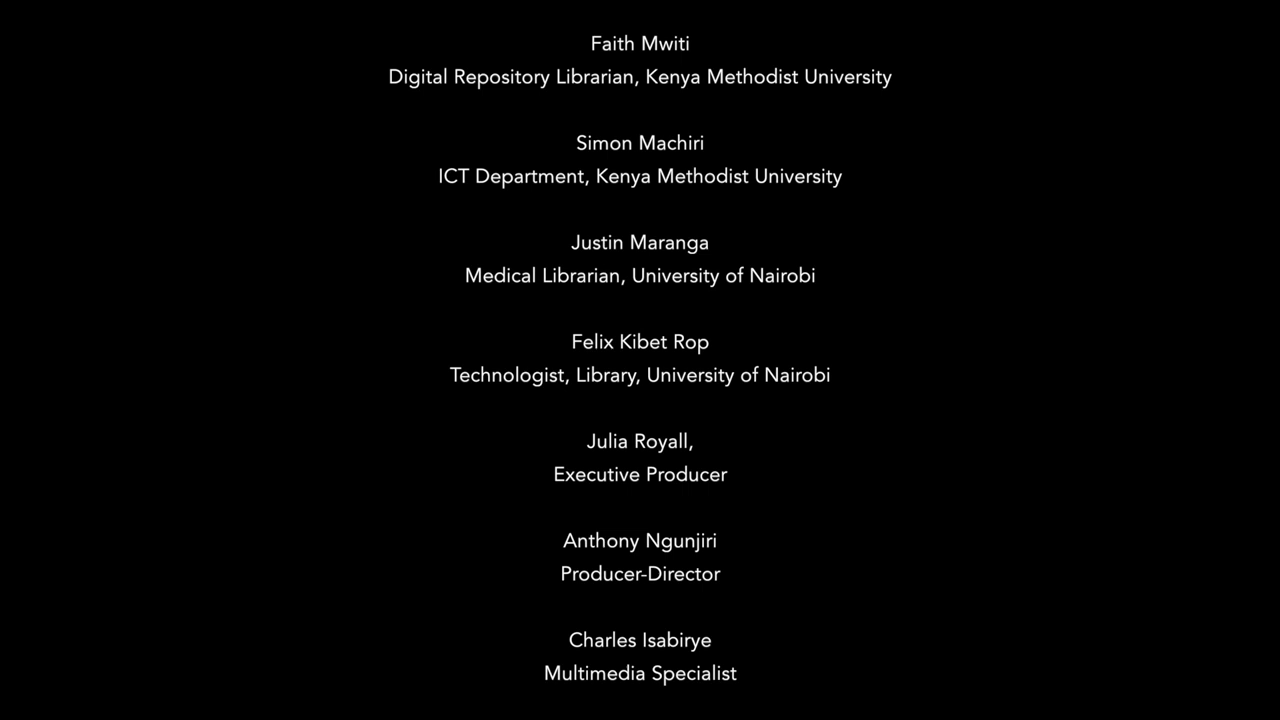 Faith Mwiti
Digital Repository Librarian, Kenya Methodist University
Simon Machiri
ICT Department, Kenya Methodist University
Justin Maranga
Medical Librarian, University of Nairobi
Felix Kibet Rop
Technologist, Library, University of Nairobi
Julia Royall,
Executive Producer
Anthony Ngunjiri
Producer-Director
Charles Isabirye
Multimedia Specialist